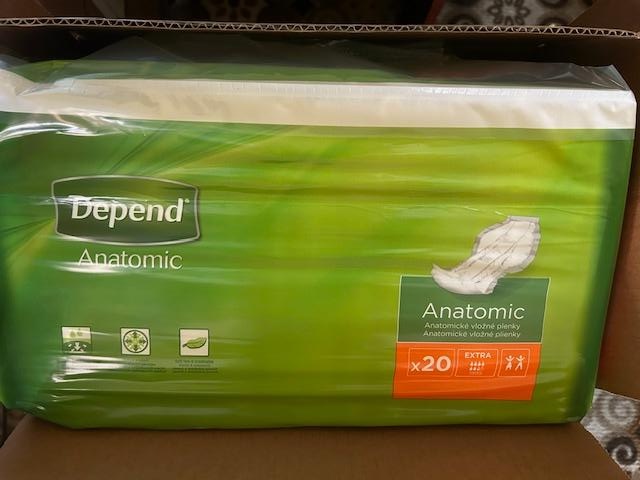 Depend®
Anatomic
Anatomic
Anatomické vložné plenky
Anatomické vložné plienky
x20
EXTRA